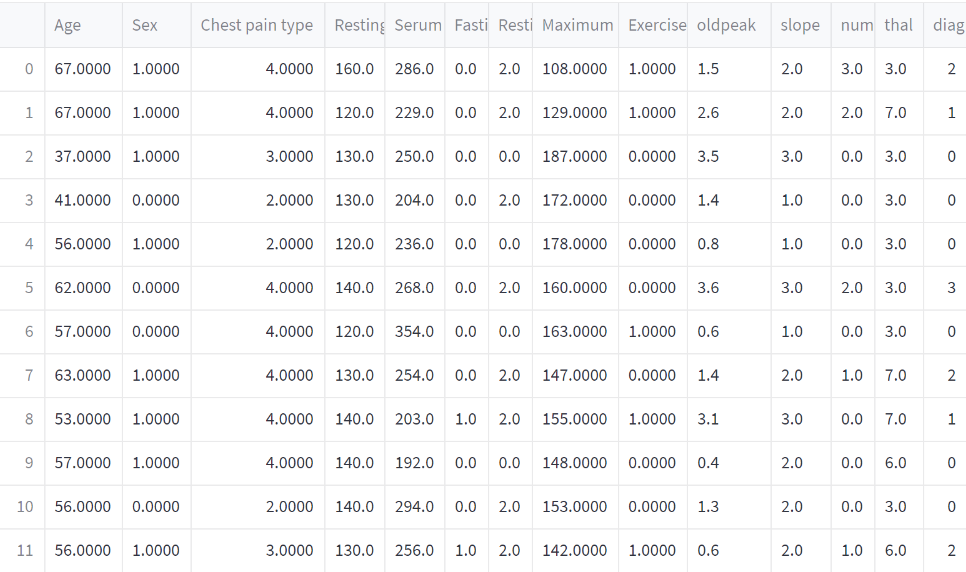 Age Sex Chest pain type Resting Serum Fasti Resti Maximum Exercise oldpeak slope num thal diag
0 67.0000 1.0000 4.0000 160.0 286.0 0.0 2.0 108.0000 1.0000 1.5 2.0 3.0 3.0 2
1 67.0000 1.0000 4.0000 120.0 229.0 0.0 2.0 129.0000 1.0000 2.6 2.0 2.0 7.0 1
2 37.0000 1.0000 3.0000 130.0 250.0 0.0 0.0 187.0000 0.0000 3.5 3.0 0.0 3.0 0
3 41.0000 0.0000 2.0000 130.0 204.0 0.0 2.0 172.0000 0.0000 1.4 1.0 0.0 3.0 0
4 56.0000 1.0000 2.0000 120.0 236.0 0.0 0.0 178.0000 0.0000 0.8 1.0 0.0 3.0 0
5 62.0000 0.0000 4.0000 140.0 268.0 0.0 2.0 160.0000 0.0000 3.6 3.0 2.0 3.0 3
6 57.0000 0.0000 4.0000 120.0 354.0 0.0 0.0 163.0000 1.0000 0.6 1.0 0.0 3.0 0
7 63.0000 1.0000 4.0000 130.0 254.0 0.0 2.0 147.0000 0.0000 1.4 2.0 1.0 7.0 2
8 53.0000 1.0000 4.0000 140.0 203.0 1.0 2.0 155.0000 1.0000 3.1 3.0 0.0 7.0 1
9 57.0000 1.0000 4.0000 140.0 192.0 0.0 0.0 148.0000 0.0000 0.4 2.0 0.0 6.0 0
10 56.0000 0.0000 2.0000 140.0 294.0 0.0 2.0 153.0000 0.0000 1.3 2.0 0.0 3.0 0
11 56.0000 1.0000 3.0000 130.0 256.0 1.0 2.0 142.0000 1.0000 0.6 2.0 1.0 6.0 2